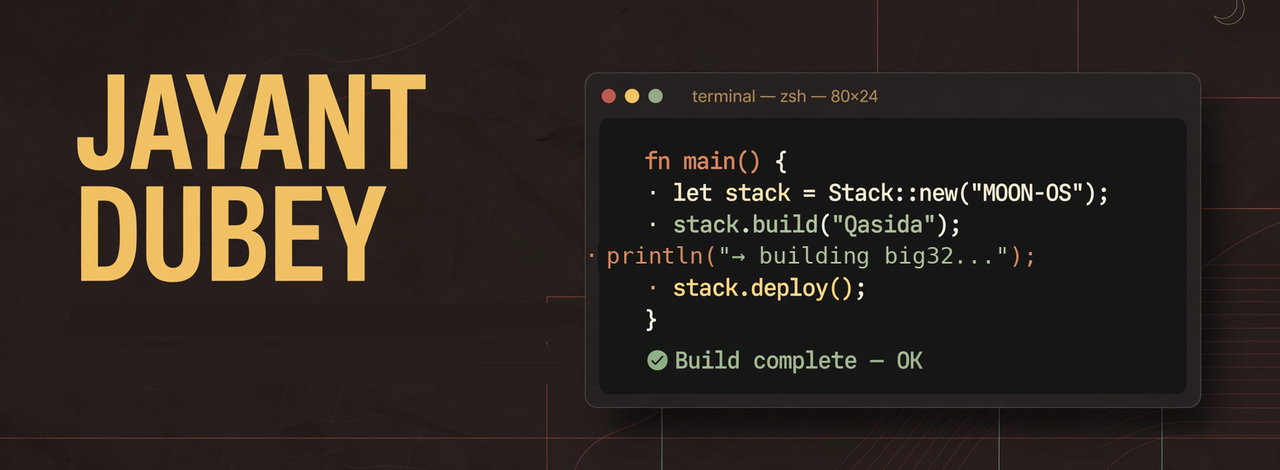 JAYANT
DUBEY
terminal — zsh — 80×24
fn main() {
· let stack = Stack::new("MOON-OS");
· stack.build("Qasida");
· println("→ building big32...");
· stack.deploy();
}
Build complete — OK